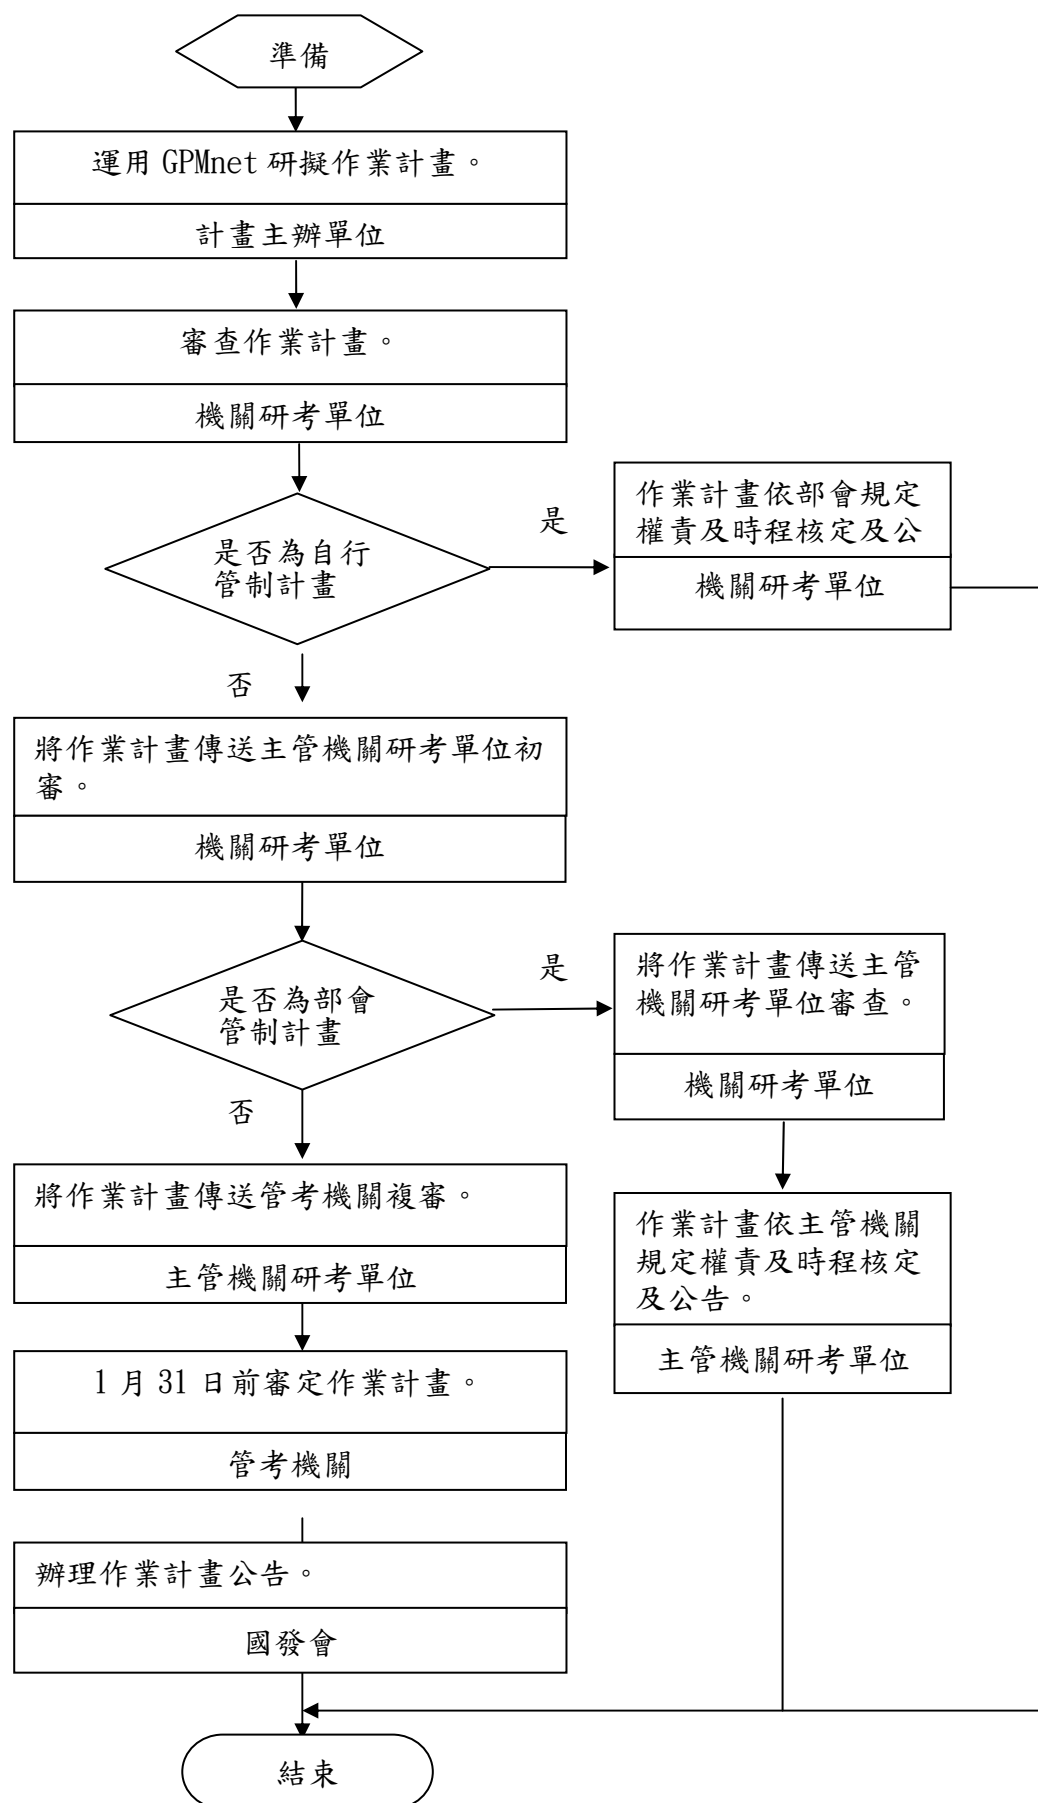 準備
運用 GPMnet 研擬作業計畫。
計畫主辦單位
審查作業計畫。
機關研考單位
是否為自行
管制計畫
是
作業計畫依部會規定
權責及時程核定及公
機關研考單位
否
將作業計畫傳送主管機關研考單位初
審。
機關研考單位
是否為部會
管制計畫
是
將作業計畫傳送主管
機關研考單位審查。
機關研考單位
作業計畫依主管機關
規定權責及時程核定
及公告。
主管機關研考單位
否
將作業計畫傳送管考機關複審。
主管機關研考單位
1 月 31 日前審定作業計畫。
管考機關
辦理作業計畫公告。
國發會
結束